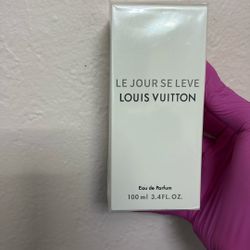 LE JOUR SE LEVE
LOUIS VUITTON
Eau de Parfum
100 ml 3,4FL. OZ.